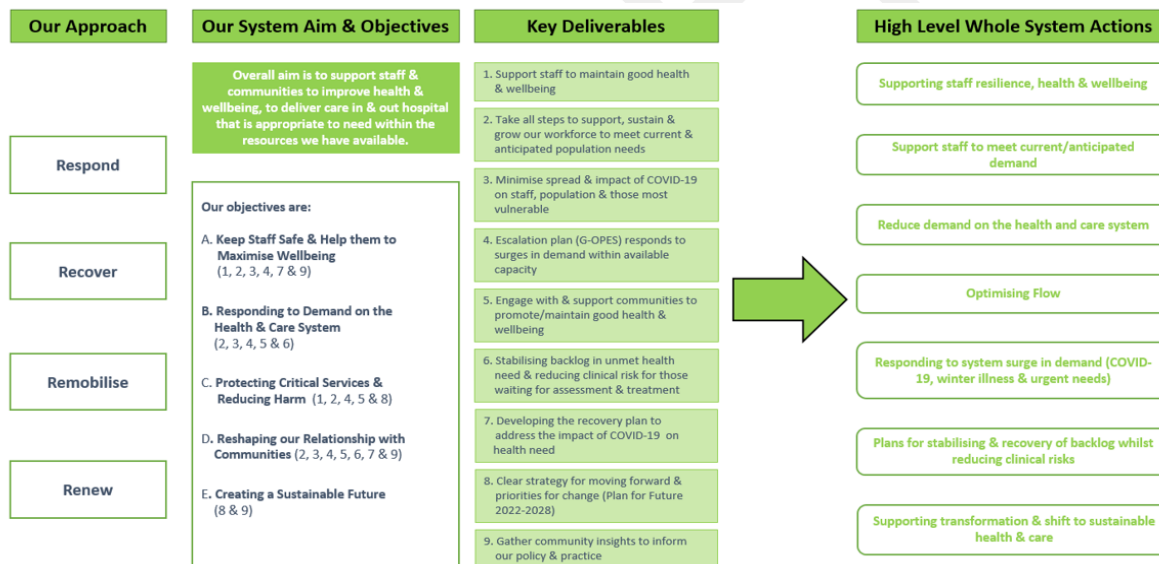 Our Approach
Respond
Recover
Remobilise
Renew
Our System Aim & Objectives
Overall aim is to support staff &
communities to improve health &
wellbeing, to deliver care in & out hospital
that is appropriate to need within the
resources we have available.
Our objectives are:
A. Keep Staff Safe & Help them to
Maximise Wellbeing
(1, 2, 3, 4, 7 & 9)
B. Responding to Demand on the
Health & Care System
(2, 3, 4, 5 & 6)
C. Protecting Critical Services &
Reducing Harm (1, 2, 4, 5 & 8)
D. Reshaping our Relationship with
Communities (2, 3, 4, 5, 6, 7 & 9)
E. Creating a Sustainable Future
(8 & 9)
Key Deliverables
1. Support staff to maintain good health
& wellbeing
2. Take all steps to support, sustain &
grow our workforce to meet current &
anticipated population needs
3. Minimise spread & impact of COVID-19
on staff, population & those most
vulnerable
4. Escalation plan (G-OPES) responds to
surges in demand within available
capacity
5. Engage with & support communities to
promote/maintain good health &
wellbeing
6. Stabilising backlog in unmet health
need & reducing clinical risk for those
waiting for assessment & treatment
7. Developing the recovery plan to
address the impact of COVID-19 on
health need
8. Clear strategy for moving forward &
priorities for change (Plan for Future
2022-2028)
9. Gather community insights to inform
our policy & practice
High Level Whole System Actions
Supporting staff resilience, health & wellbeing
Support staff to meet current/anticipated
demand
Reduce demand on the health and care system
Optimising Flow
Responding to system surge in demand (COVID-
19, winter illness & urgent needs)
Plans for stabilising & recovery of backlog whilst
reducing clinical risks
Supporting transformation & shift to sustainable
health & care